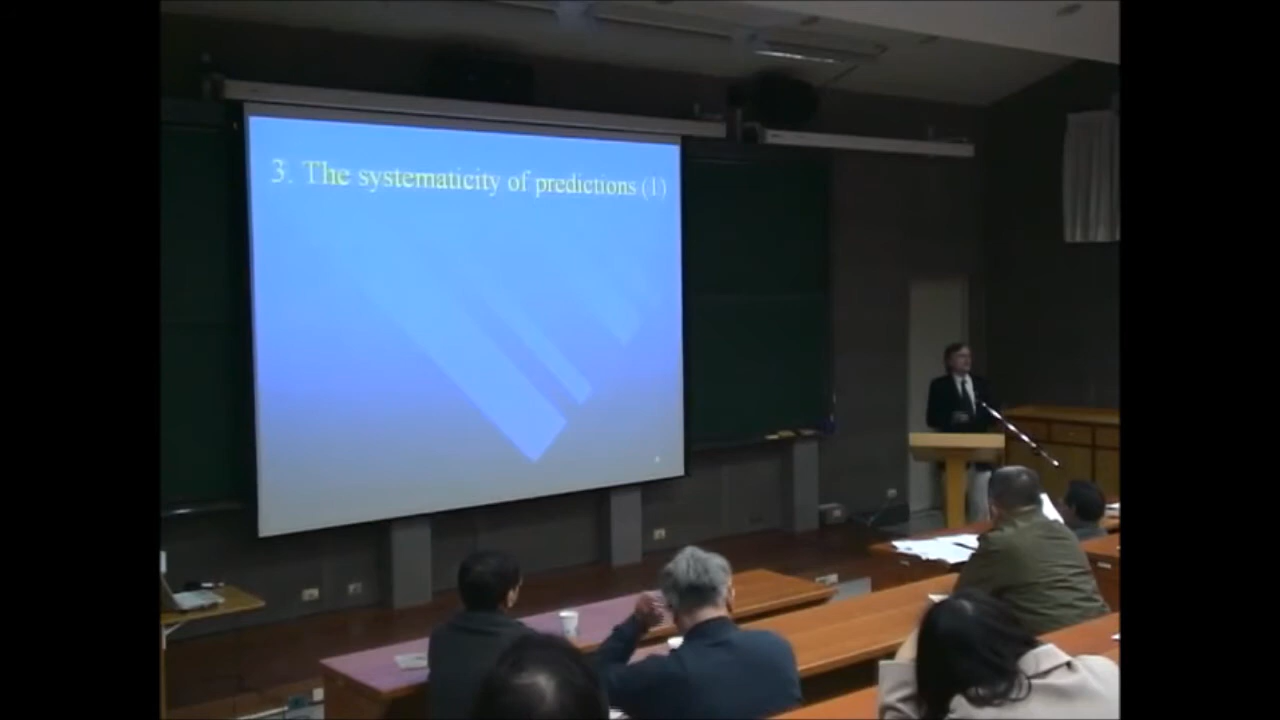 3. The systematicity of predictions (1)